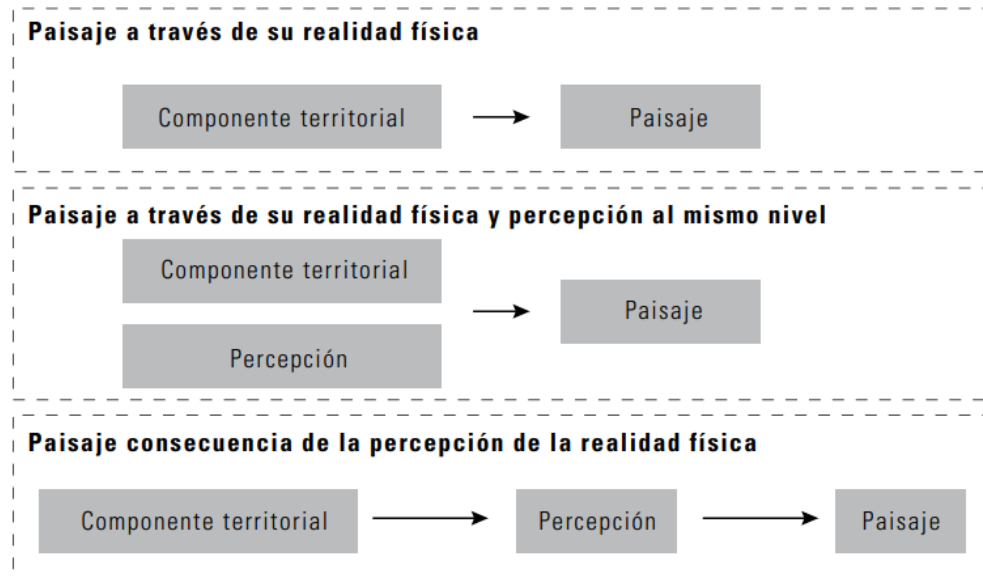 Paisaje a través de su realidad física
Componente territorial
Paisaje
Paisaje a través de su realidad física y percepción al mismo nivel
Componente territorial
Percepción
Paisaje
Paisaje consecuencia de la percepción de la realidad física
Componente territorial
Percepción
Paisaje